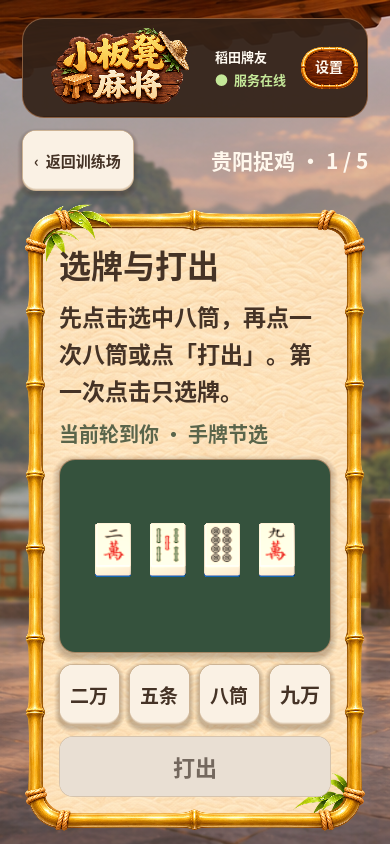 小板凳
麻将
稻田牌友
服务在线
设置
‹ 返回训练场
贵阳捉鸡 · 1 / 5
选牌与打出
先点击选中八筒，再点一
次八筒或点「打出」。第
一次点击只选牌。
当前轮到你 · 手牌节选
二萬 九萬
二万 五条 八筒 九万
打出